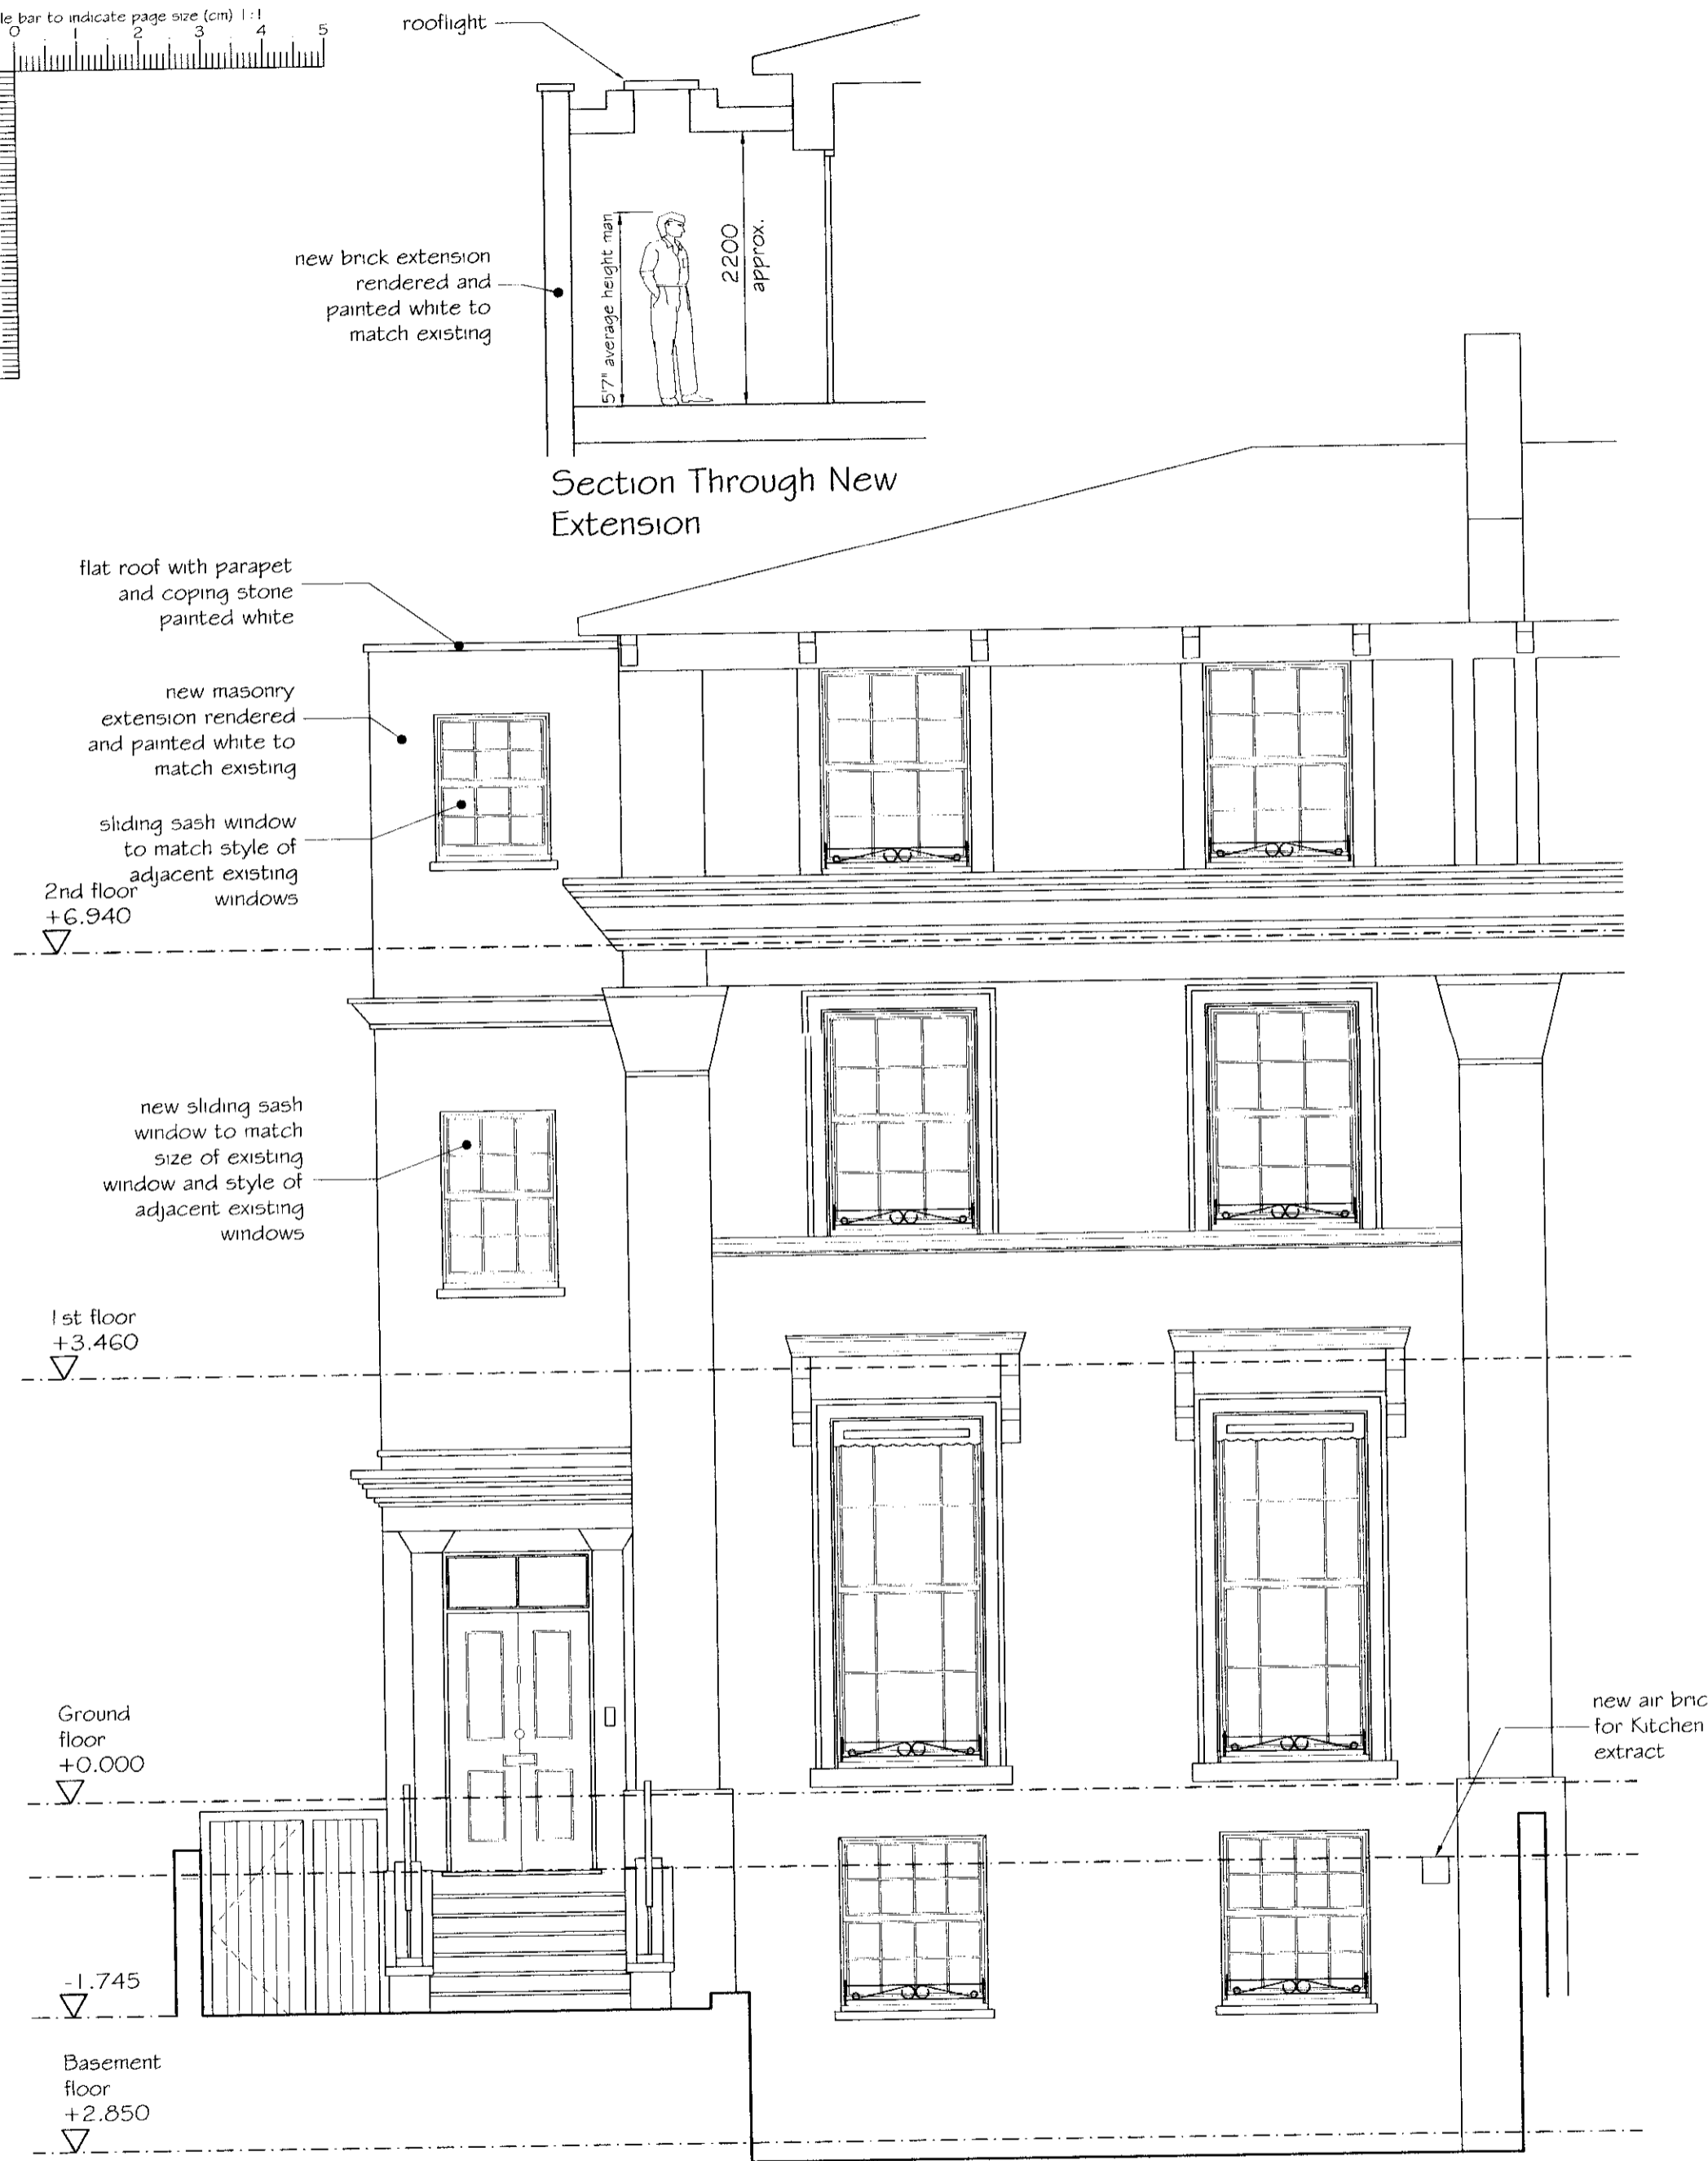 le bar to indicate page size (cm) 1:1
0 1 2 3 4 5
rooflight
new brick extension
rendered and
painted white to
match existing
5'7" average height man
2200
approx.
Section Through New
Extension
flat roof with parapet
and coping stone
painted white
new masonry
extension rendered
and painted white to
match existing
sliding sash window
to match style of
adjacent existing
windows
2nd floor
+6.940
new sliding sash
window to match
size of existing
window and style of
adjacent existing
windows
1st floor
+3.460
Ground
floor
+0.000
new air bric
for Kitchen
extract
-1.745
Basement
floor
+2.850